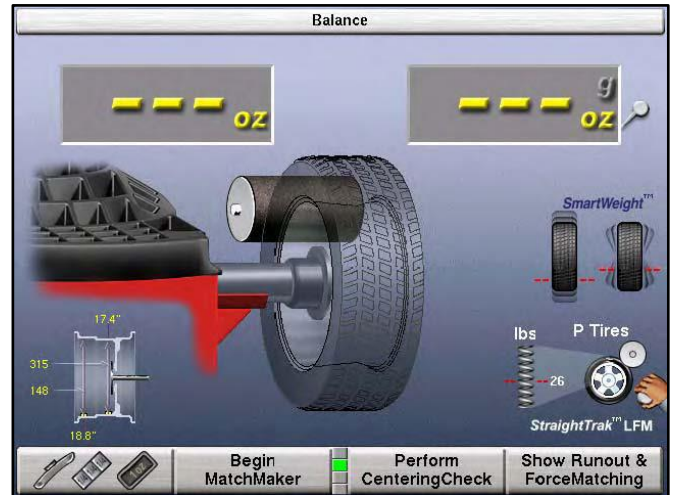 Balance
--- oz
--- g
oz
SmartWeight™
17.4"
315
148
18.8"
lbs
P Tires
26
StraightTrak™ LFM
Begin
MatchMaker
Perform
CenteringCheck
Show Runout &
ForceMatching